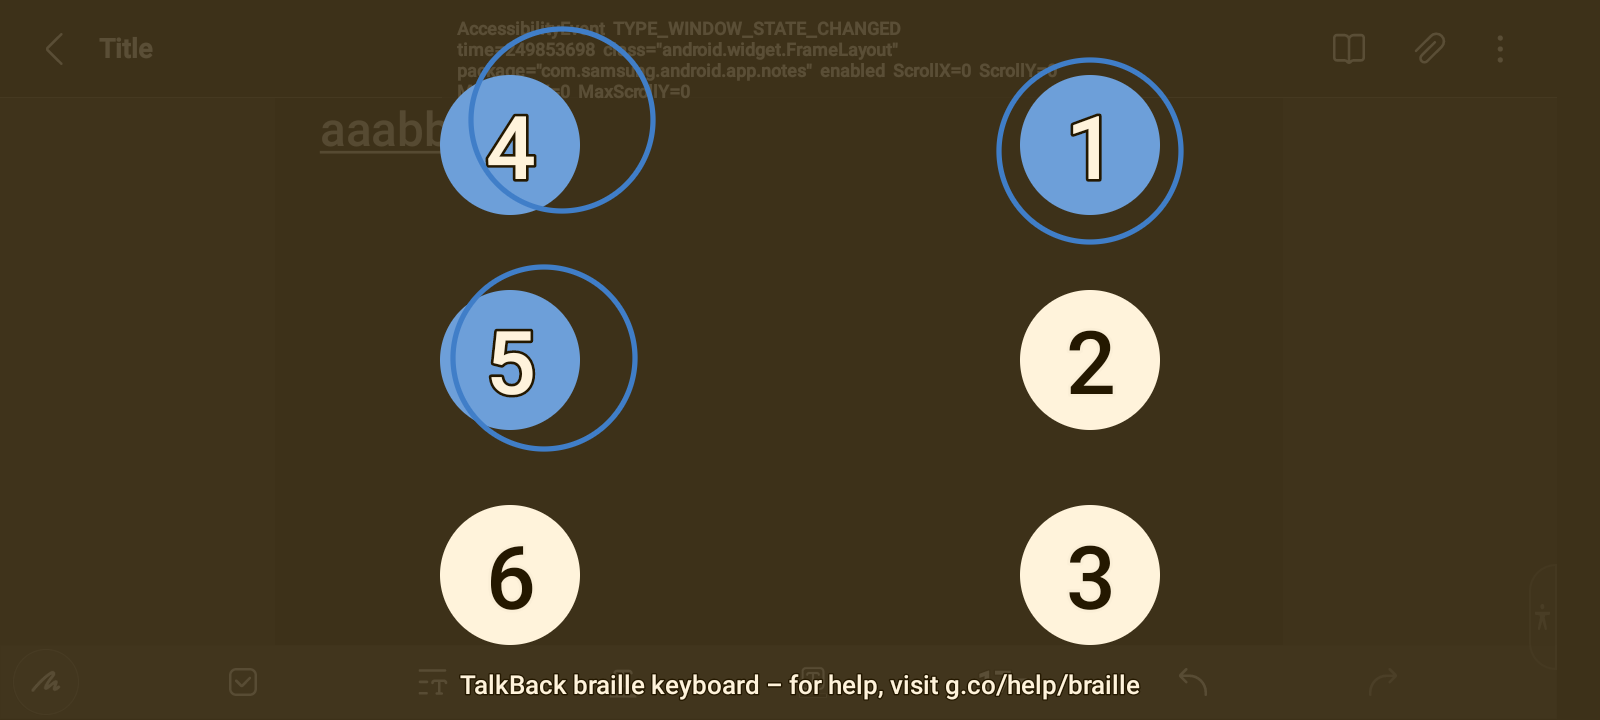 Title
AccessibilityEvent TYPE_WINDOW_STATE_CHANGED
time=249853698 class="android.widget.FrameLayout"
package="com.samsung.android.app.notes" enabled ScrollX=0 ScrollY=0
=0 MaxScrollY=0
4
1
5
2
6
3
TalkBack braille keyboard – for help, visit g.co/help/braille